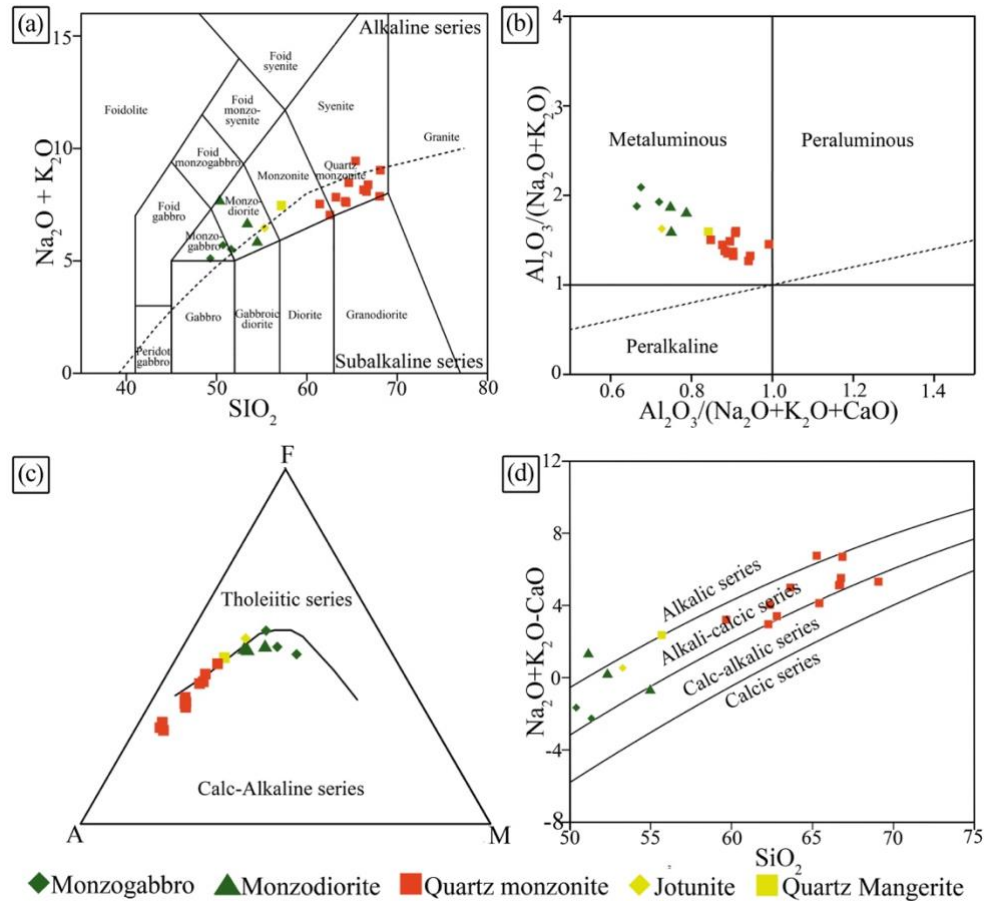 (a)
Alkaline series
Na2O + K2O
15
10
5
0
40
50
60
70
80
SIO2
Foidolite
Foid
syenite
Foid
monzo-
syenite
Syenite
Granite
Foid
monzogabbro
Monzonite
Quartz
monzonite
Foid
gabbro
Monzo-
diorite
Monzo-
gabbro
Peridot
gabbro
Gabbro
Gabbroic
diorite
Diorite
Granodiorite
Subalkaline series
(b)
Al2O3/(Na2O+K2O)
4
3
2
1
0
Metaluminous
Peraluminous
Peralkaline
0.6
0.8
1.0
1.2
1.4
Al2O3/(Na2O+K2O+CaO)
(c)
F
Tholeiitic series
Calc-Alkaline series
A
M
(d)
Na2O+K2O-CaO
12
8
4
0
-4
-8
Alkalic series
Alkali-calcic series
Calc-alkalic series
Calcic series
50
55
60
65
70
75
SiO2
Monzogabbro
Monzodiorite
Quartz monzonite
Jotunite
Quartz Mangerite